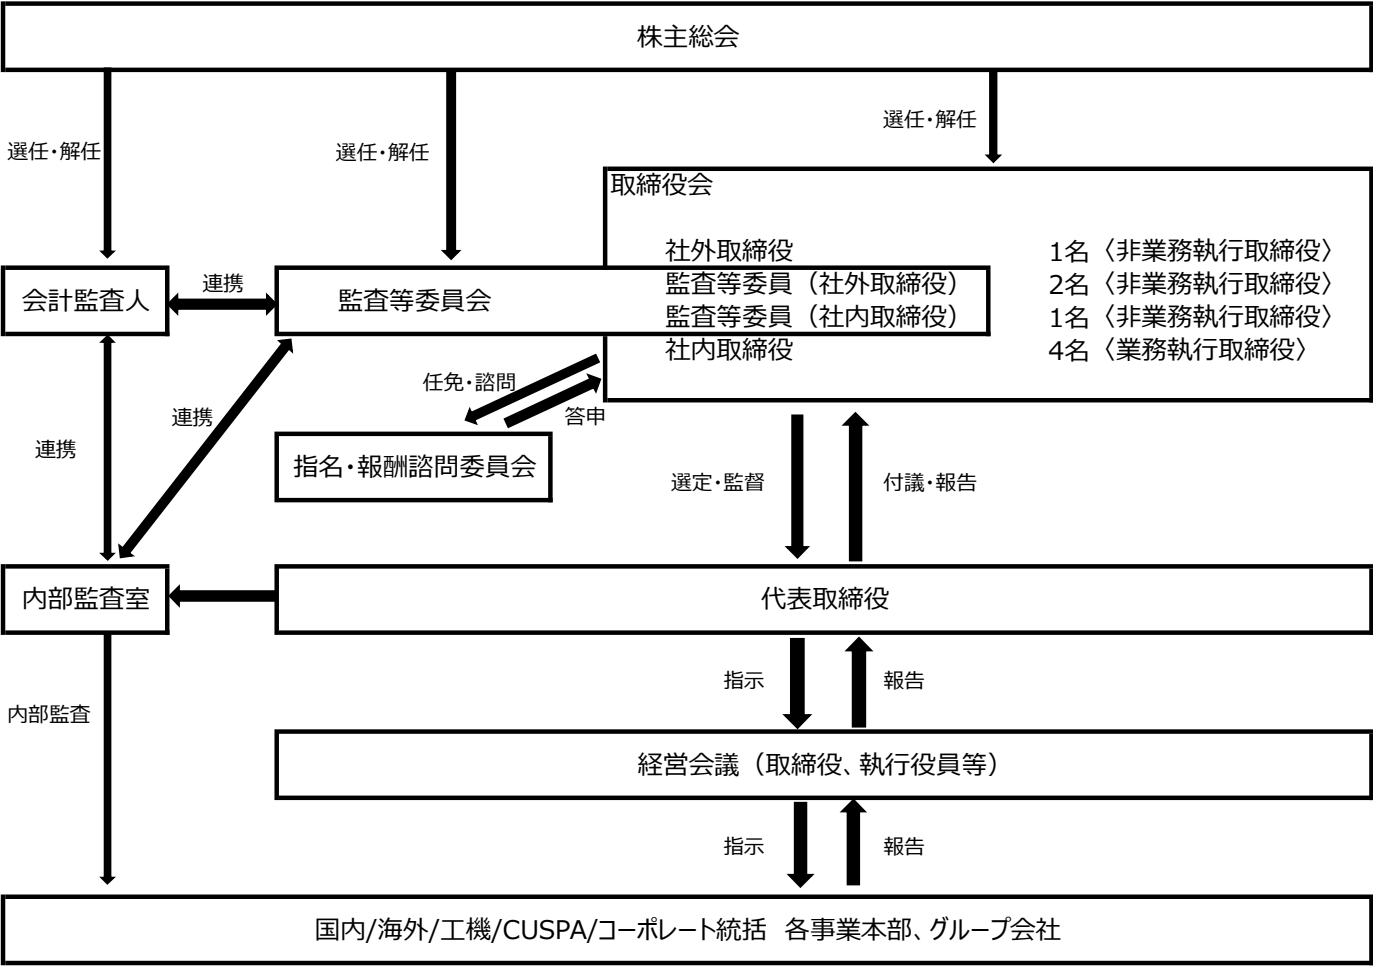 株主総会
選任・解任
選任・解任
選任・解任
取締役会
社外取締役 1名〈非業務執行取締役〉
監査等委員（社外取締役） 2名〈非業務執行取締役〉
監査等委員（社内取締役） 1名〈非業務執行取締役〉
社内取締役 4名〈業務執行取締役〉
会計監査人
連携
監査等委員会
任免・諮問
答申
連携
連携
指名・報酬諮問委員会
選定・監督
付議・報告
内部監査室
代表取締役
指示
報告
内部監査
経営会議（取締役、執行役員等）
指示
報告
国内/海外/工機/CUSPA/コーポレート統括 各事業本部、グループ会社